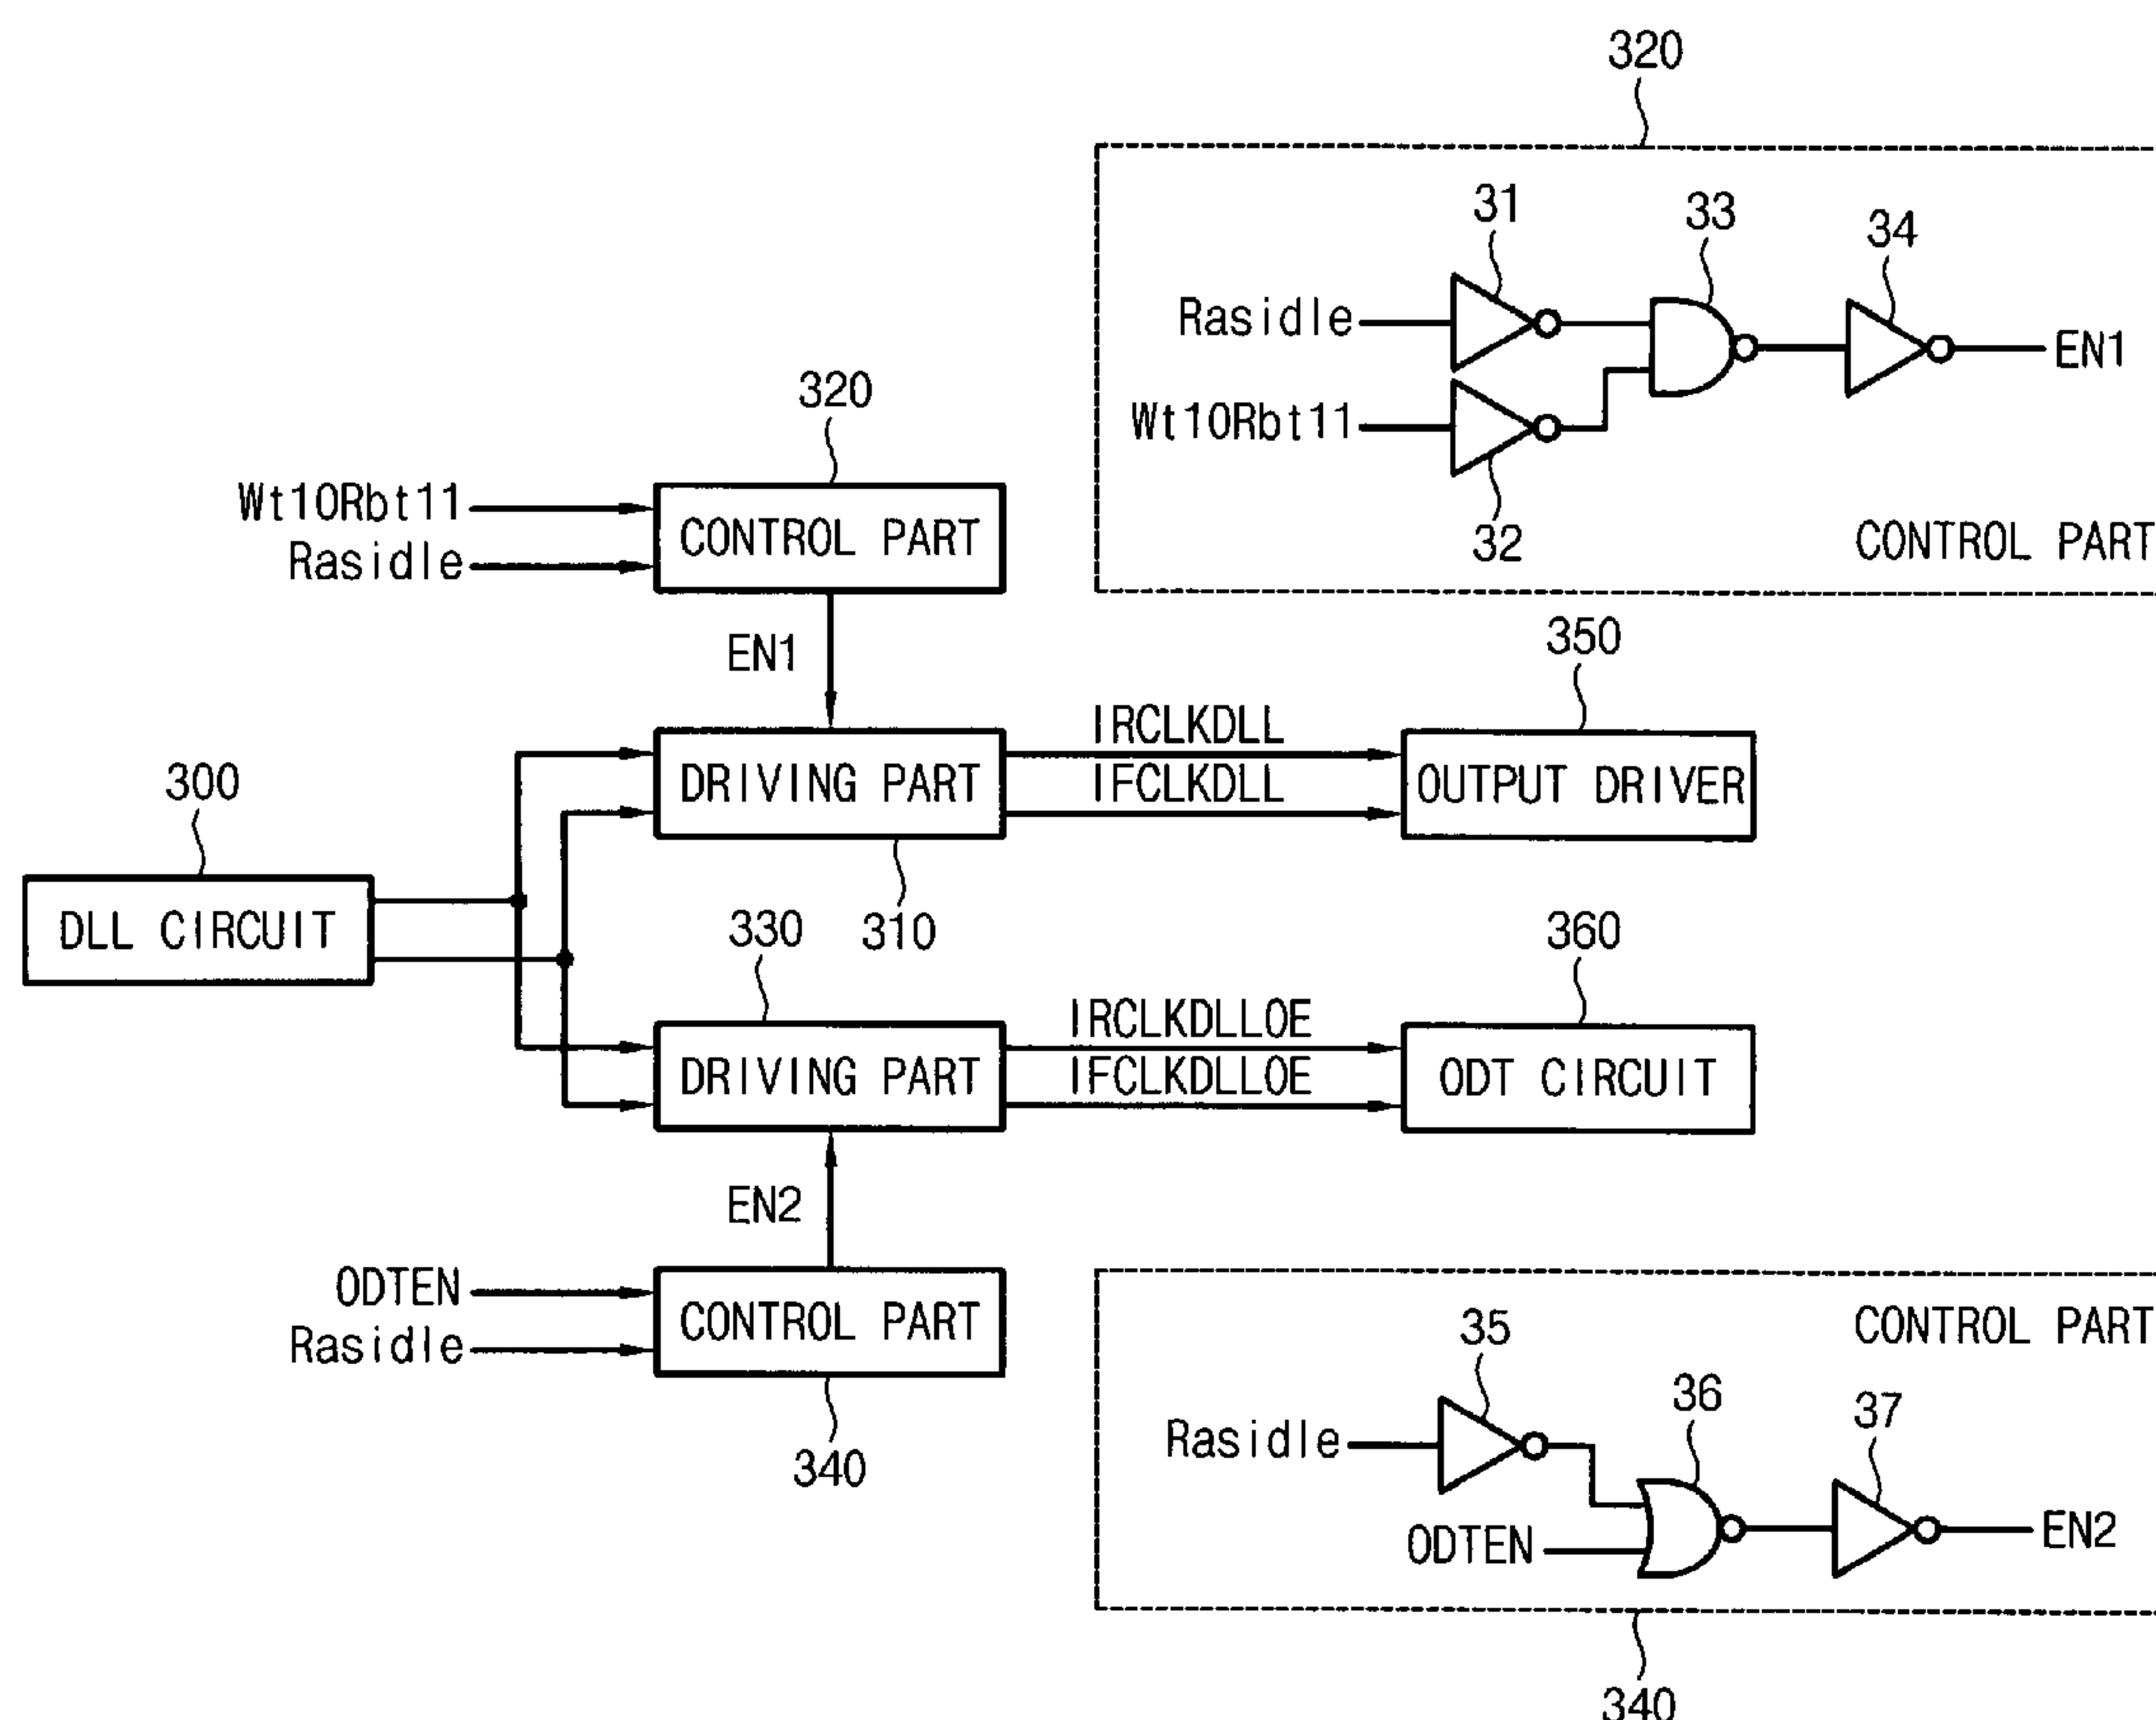 320
31
33
34
Rasidle
EN1
Wt10Rbt11
32
CONTROL PART
320
Wt10Rbt11
Rasidle
CONTROL PART
EN1
350
IRCLKDLL
IFCLKDLL
DRIVING PART
OUTPUT DRIVER
300
310
DLL CIRCUIT
330
360
IRCLKDLLOE
IFCLKDLLOE
DRIVING PART
ODT CIRCUIT
EN2
ODTEN
Rasidle
CONTROL PART
340
CONTROL PART
35
36
37
Rasidle
ODTEN
EN2
340